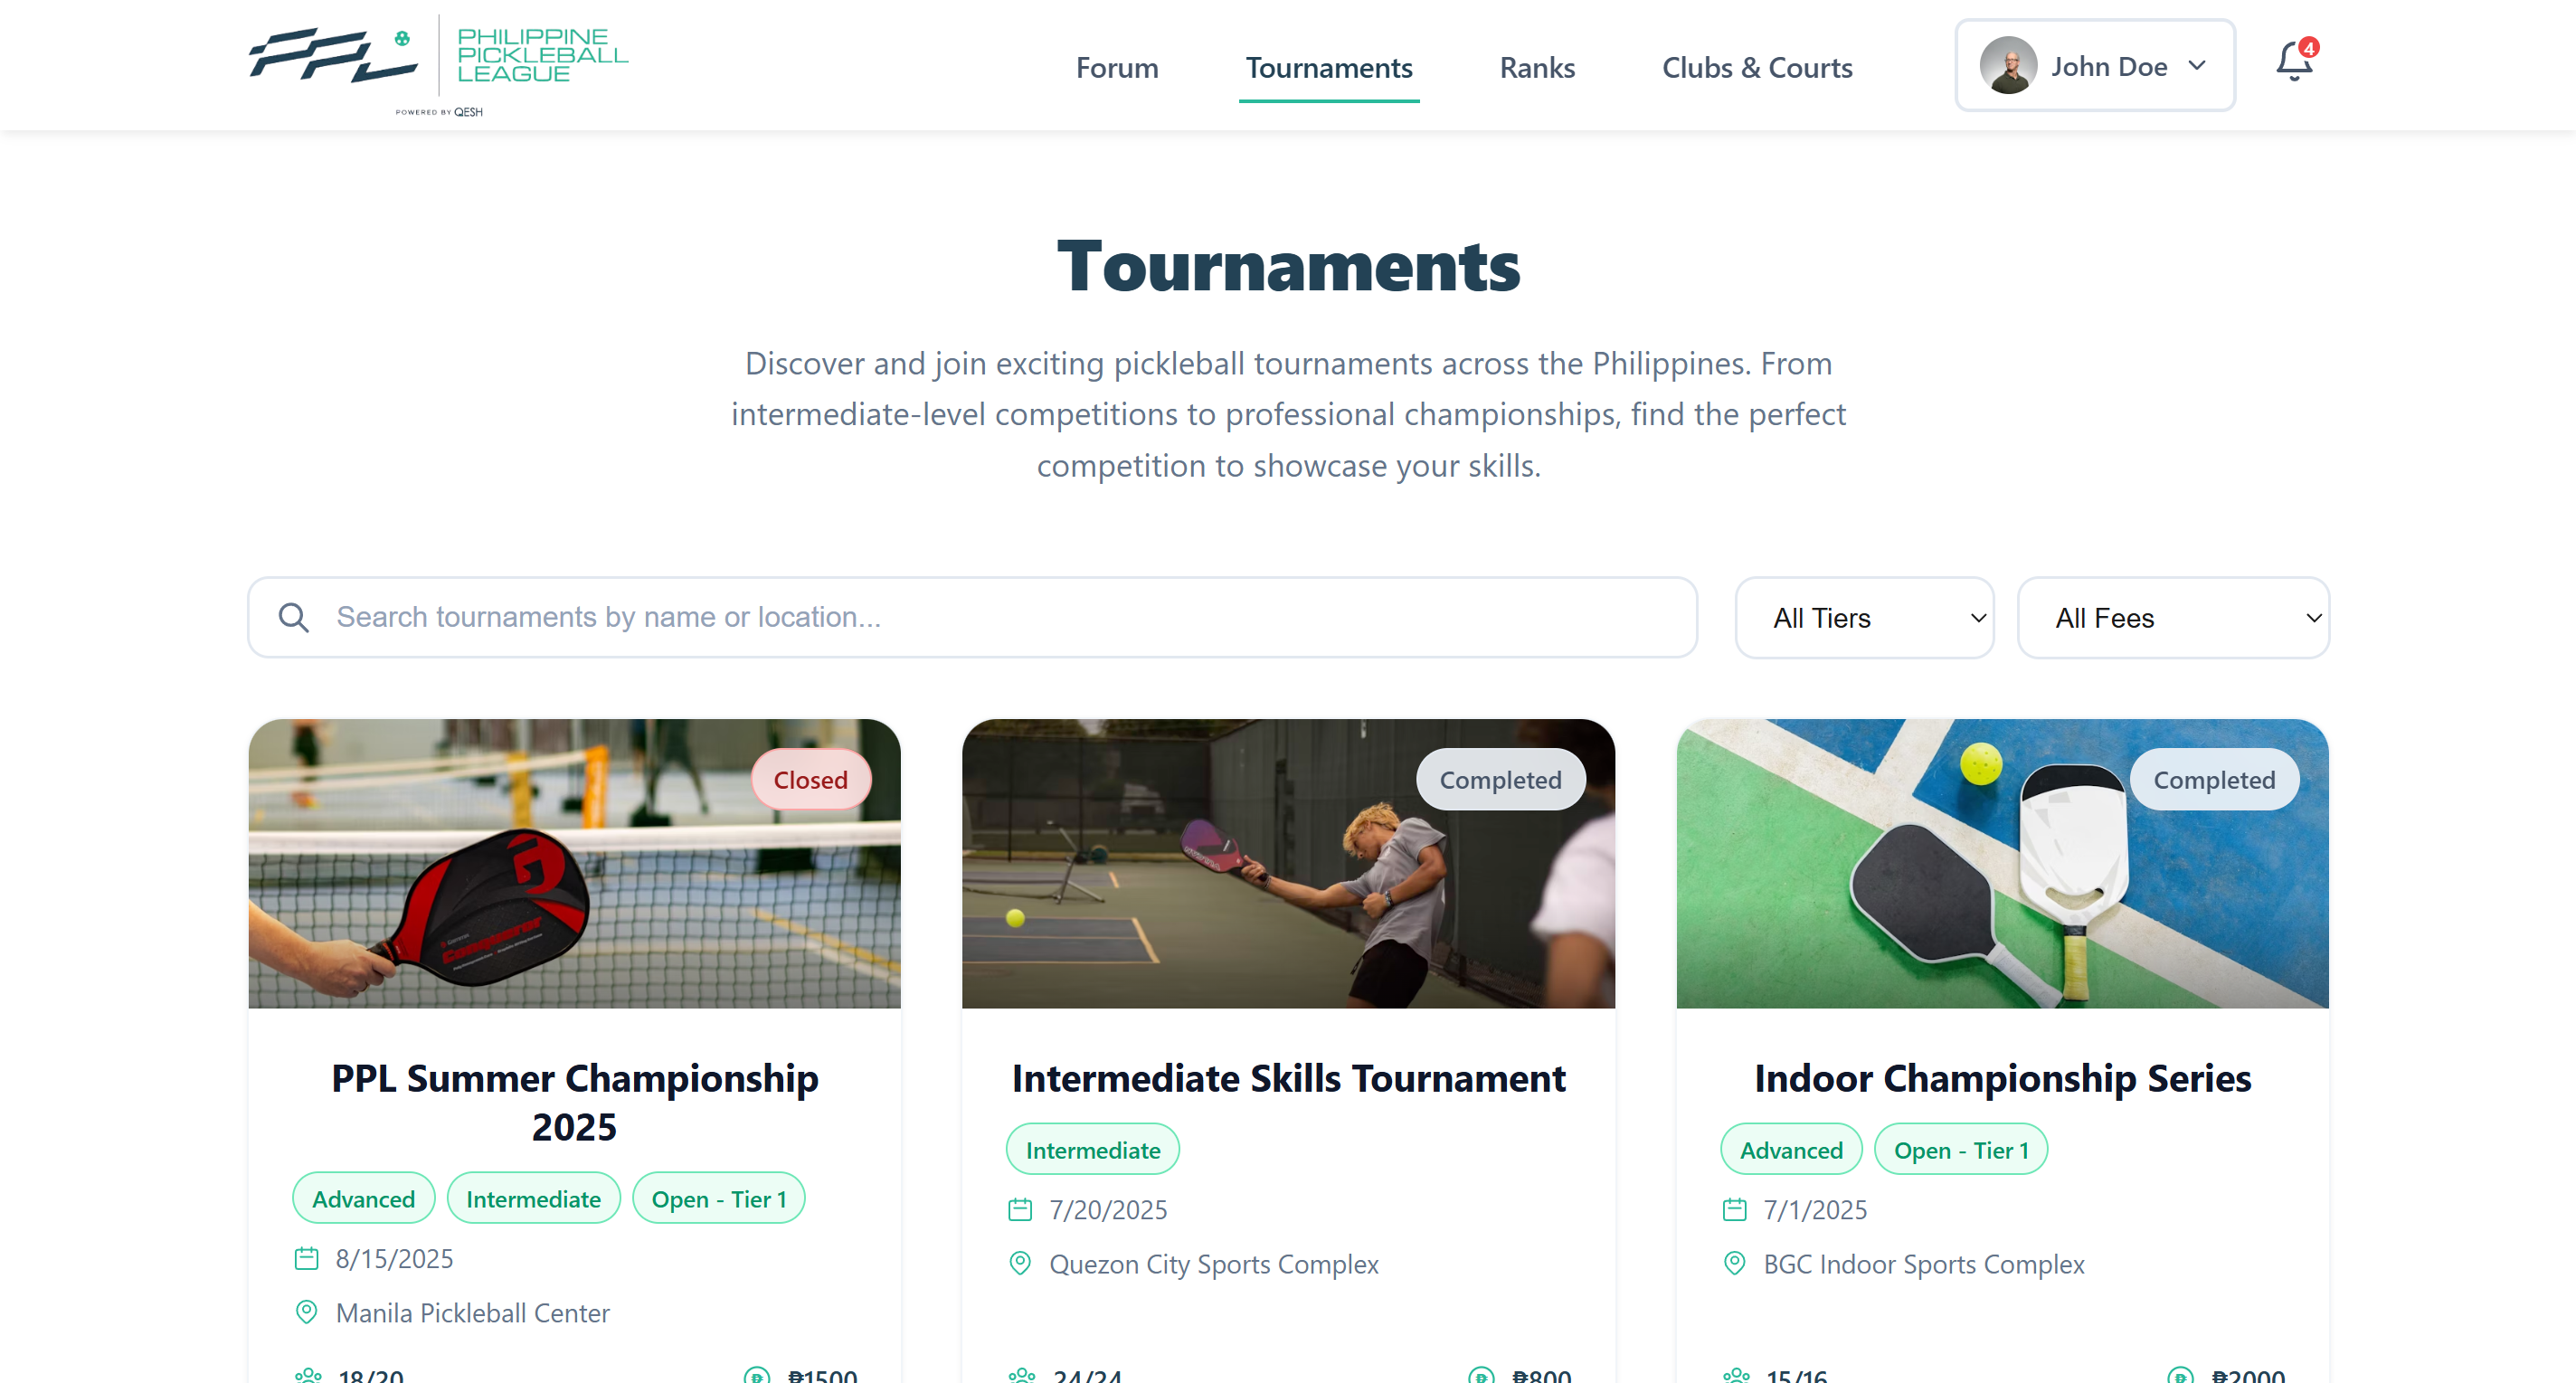 PPL
PHILIPPINE
PICKLEBALL
LEAGUE
POWERED BY QESH
Forum
Tournaments
Ranks
Clubs & Courts
John Doe
4
Tournaments
Discover and join exciting pickleball tournaments across the Philippines. From
intermediate-level competitions to professional championships, find the perfect
competition to showcase your skills.
Search tournaments by name or location...
All Tiers
All Fees
Closed
Conqueror
PPL Summer Championship
2025
Advanced
Intermediate
Open - Tier 1
8/15/2025
Manila Pickleball Center
18/20
₱1500
Completed
Intermediate Skills Tournament
Intermediate
7/20/2025
Quezon City Sports Complex
24/24
₱800
Completed
Indoor Championship Series
Advanced
Open - Tier 1
7/1/2025
BGC Indoor Sports Complex
15/16
₱2000